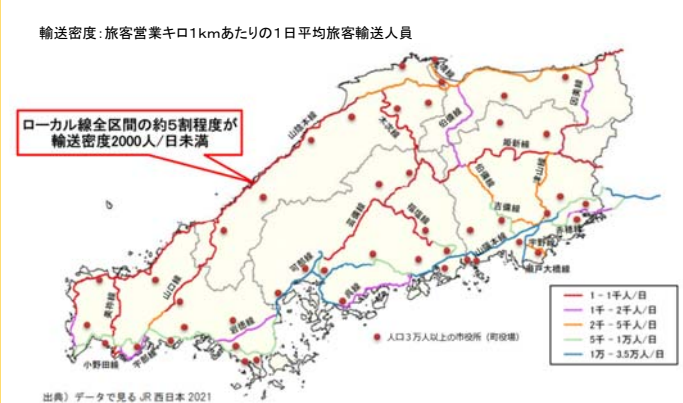 輸送密度：旅客営業キロ1kmあたりの1日平均旅客輸送人員
ローカル線全区間の約5割程度が
輸送密度2000人/日未満
境線
因美線
山陰本線
木次線
伯備線
姫新線
伯備線
津山線
芸備線
福塩線
吉備線
赤穂線
山陽本線
宇野線
瀬戸大橋線
可部線
呉線
山口線
美祢線
岩徳線
宇部線
小野田線
人口3万人以上の市役所（町役場）
1 - 1千人/日
1千 - 2千人/日
2千 - 5千人/日
5千 - 1万人/日
1万 - 3.5万人/日
出典）データで見るJR西日本 2021